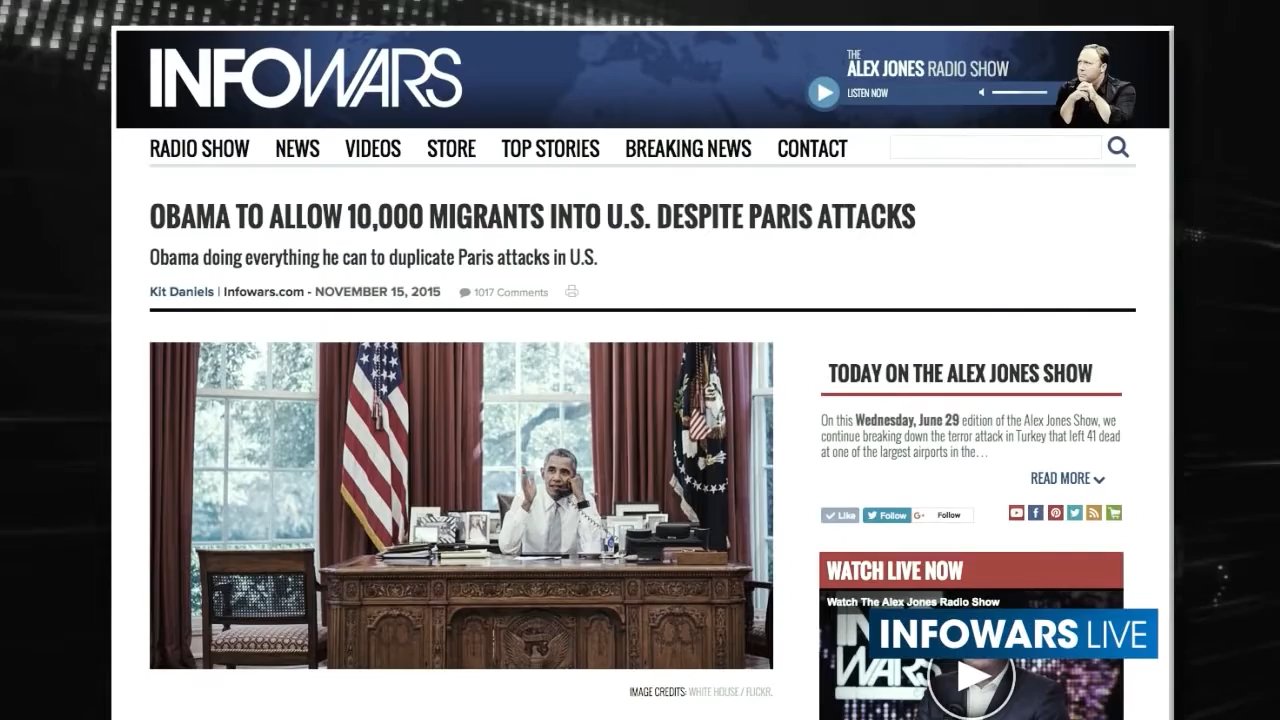 INFOWARS
THE
ALEX JONES RADIO SHOW
LISTEN NOW
RADIO SHOW NEWS VIDEOS STORE TOP STORIES BREAKING NEWS CONTACT
OBAMA TO ALLOW 10,000 MIGRANTS INTO U.S. DESPITE PARIS ATTACKS
Obama doing everything he can to duplicate Paris attacks in U.S.
Kit Daniels | Infowars.com - NOVEMBER 15, 2015 1017 Comments
TODAY ON THE ALEX JONES SHOW
On this Wednesday, June 29 edition of the Alex Jones Show, we
continue breaking down the terror attack in Turkey that left 41 dead
at one of the largest airports in the...
READ MORE
Like Follow G+ Follow
WATCH LIVE NOW
Watch The Alex Jones Radio Show
INFOWARS LIVE
IMAGE CREDITS: WHITE HOUSE / FLICKR.